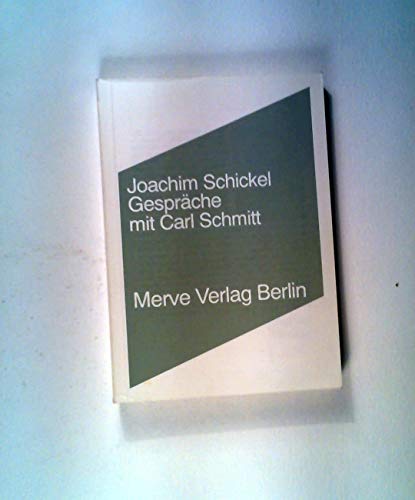 Joachim Schickel
Gespräche
mit Carl Schmitt
Merve Verlag Berlin